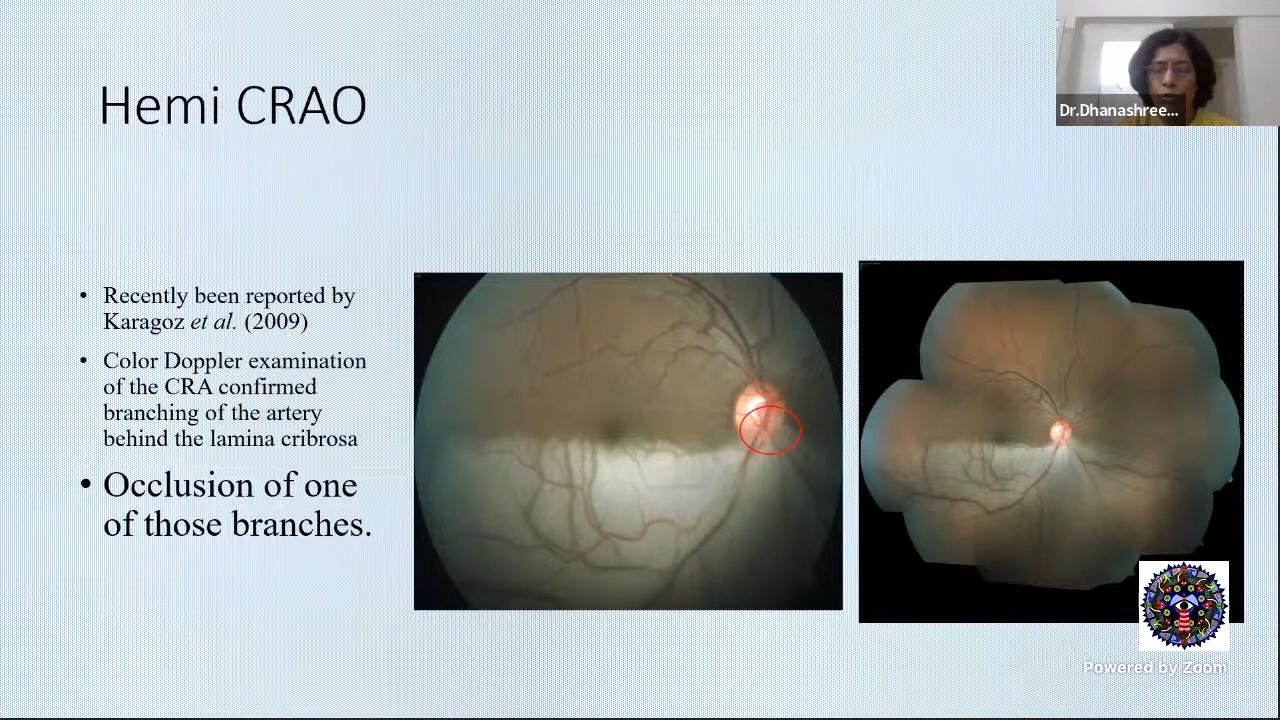 Hemi CRAO
Dr.Dhanashree...
• Recently been reported by
Karagoz et al. (2009)
• Color Doppler examination
of the CRA confirmed
branching of the artery
behind the lamina cribrosa
• Occlusion of one
of those branches.
Powered by Zoom